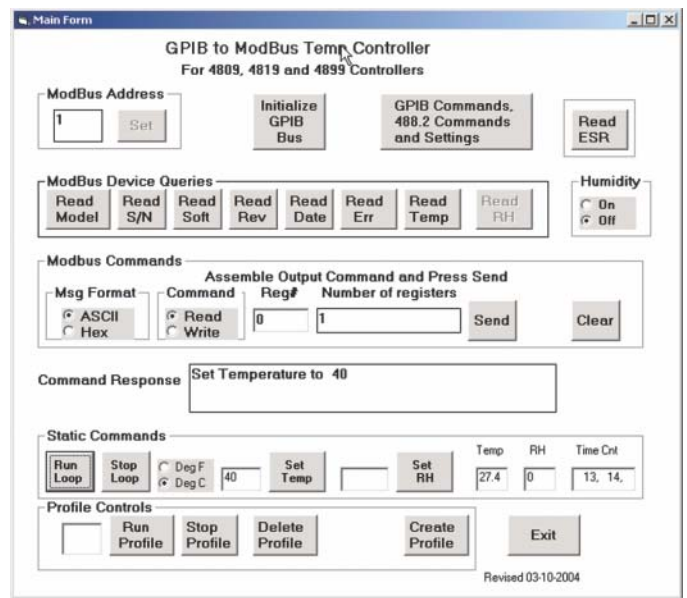 Main Form
GPIB to ModBus Temp Controller
For 4809, 4819 and 4899 Controllers
ModBus Address
1
Set
Initialize
GPIB
Bus
GPIB Commands,
488.2 Commands
and Settings
Read
ESR
ModBus Device Queries
Read
Model
Read
S/N
Read
Soft
Read
Rev
Read
Date
Read
Err
Read
Temp
Read
RH
Humidity
On
Off
Modbus Commands
Assemble Output Command and Press Send
Msg Format
ASCII
Hex
Command
Read
Write
Reg#
0
Number of registers
1
Send
Clear
Command Response
Set Temperature to 40
Static Commands
Run
Loop
Stop
Loop
Deg F
Deg C
40
Set
Temp
Set
RH
Temp
27.4
RH
0
Time Cnt
13, 14,
Profile Controls
Run
Profile
Stop
Profile
Delete
Profile
Create
Profile
Exit
Revised 03-10-2004